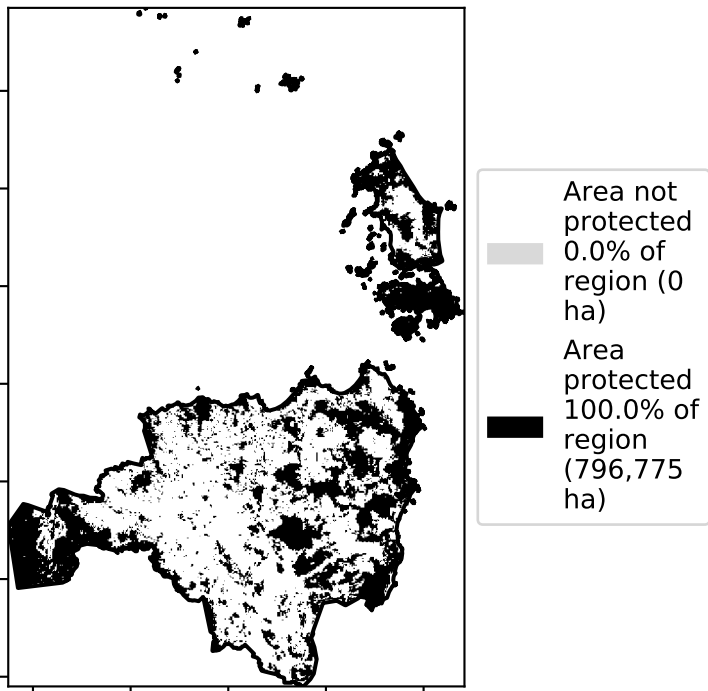 Area not
protected
0.0% of
region (0
ha)
Area
protected
100.0% of
region
(796,775
ha)